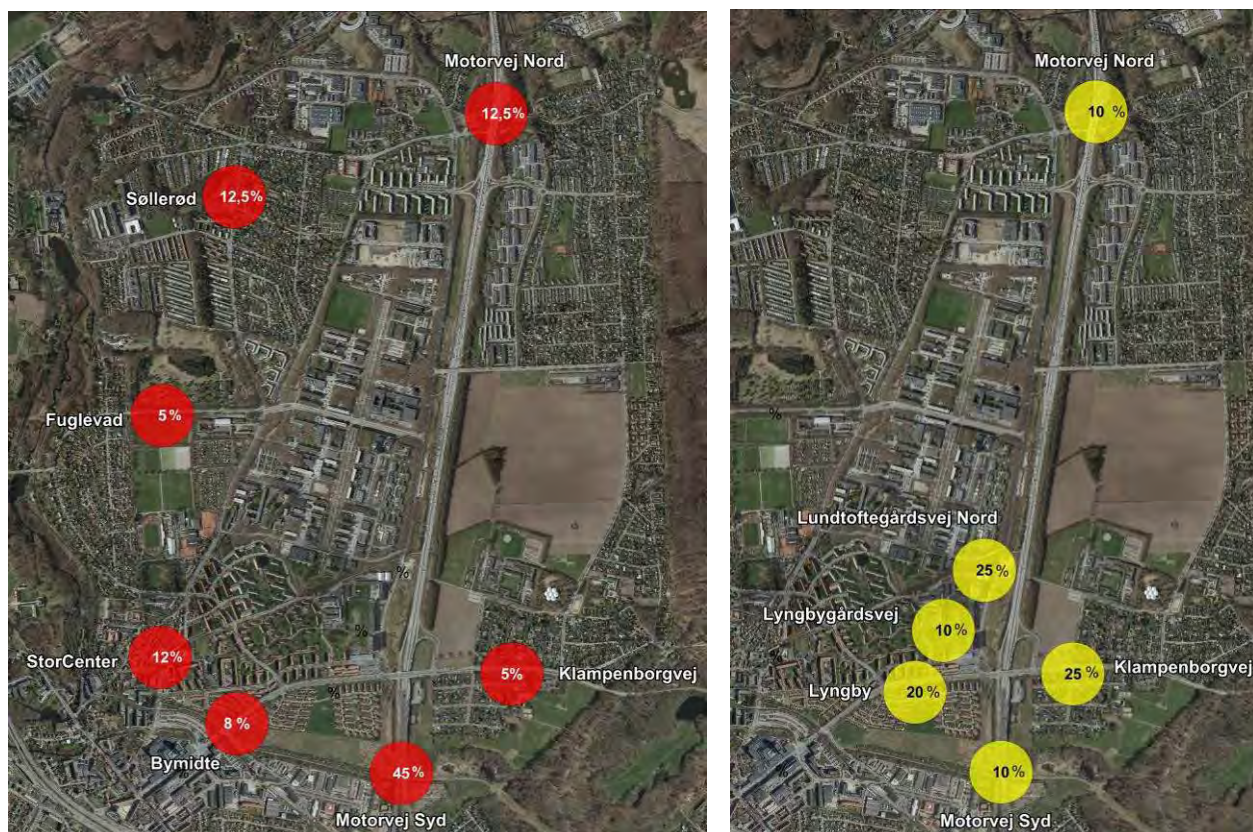 Motorvej Nord
12,5%
Søllerød
12,5%
Fuglevad
5%
%
%
StorCenter
12%
5%
Klampenborgvej
%
8 %
Bymidte
%
45%
Motorvej Syd
Motorvej Nord
10 %
%
Lundtoftegårdsvej Nord
25 %
Lyngbygårdsvej
10 %
Klampenborgvej
25 %
Lyngby
20 %
%
10 %
Motorvej Syd